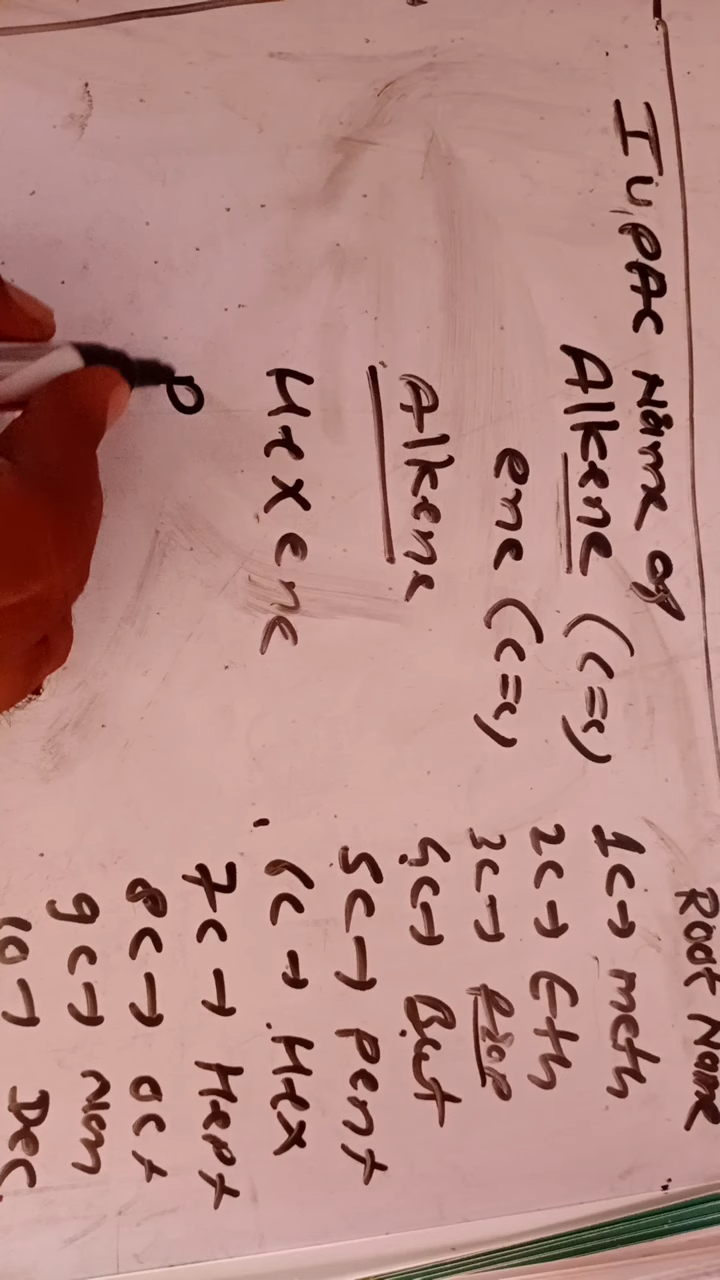 IUPAC Name of
Alkene (C=C)
ene (C=C)
Alkene
Hexene
P
Root Name
1C → meth
2C → Eth
3C → Prop
4C → But
5C → Pent
6C → Hex
7C → Hept
8C → Oct
9C → Non
10 → Dec